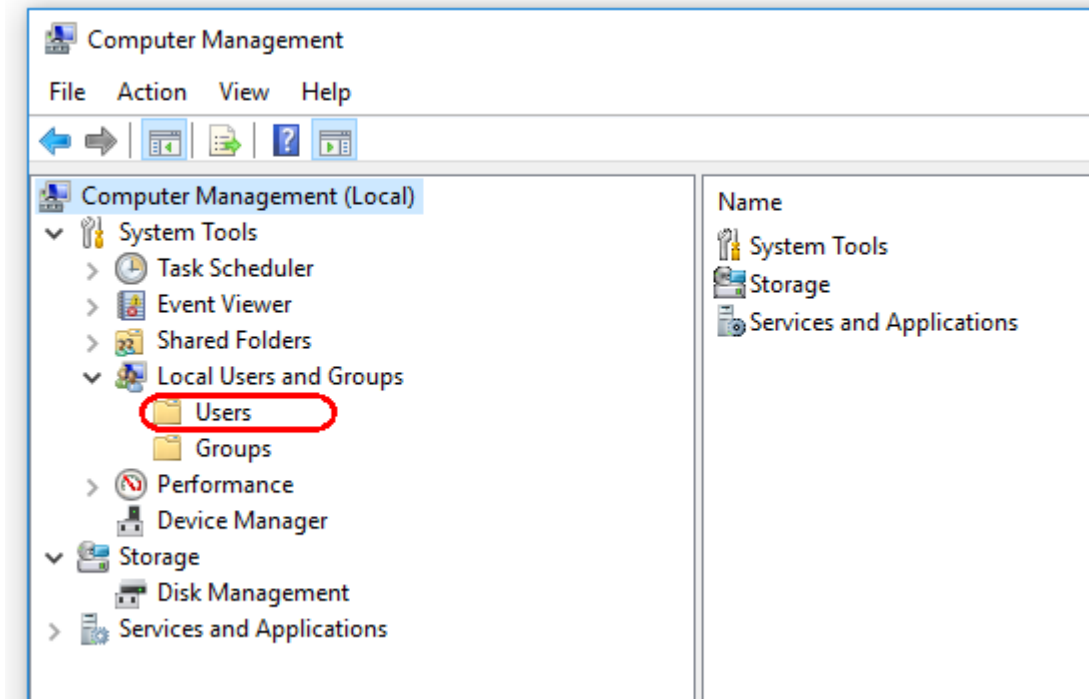 Computer Management
File Action View Help
Computer Management (Local)
System Tools
Task Scheduler
Event Viewer
Shared Folders
Local Users and Groups
Users
Groups
Performance
Device Manager
Storage
Disk Management
Services and Applications
Name
System Tools
Storage
Services and Applications